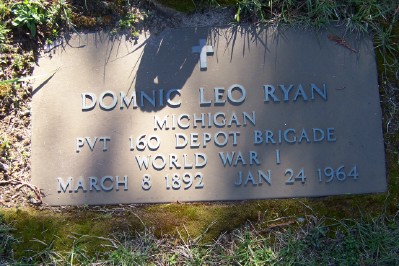 DOMNIC LEO RYAN
MICHIGAN
PVT 160 DEPOT BRIGADE
WORLD WAR I
MARCH 8 1892 JAN 24 1964